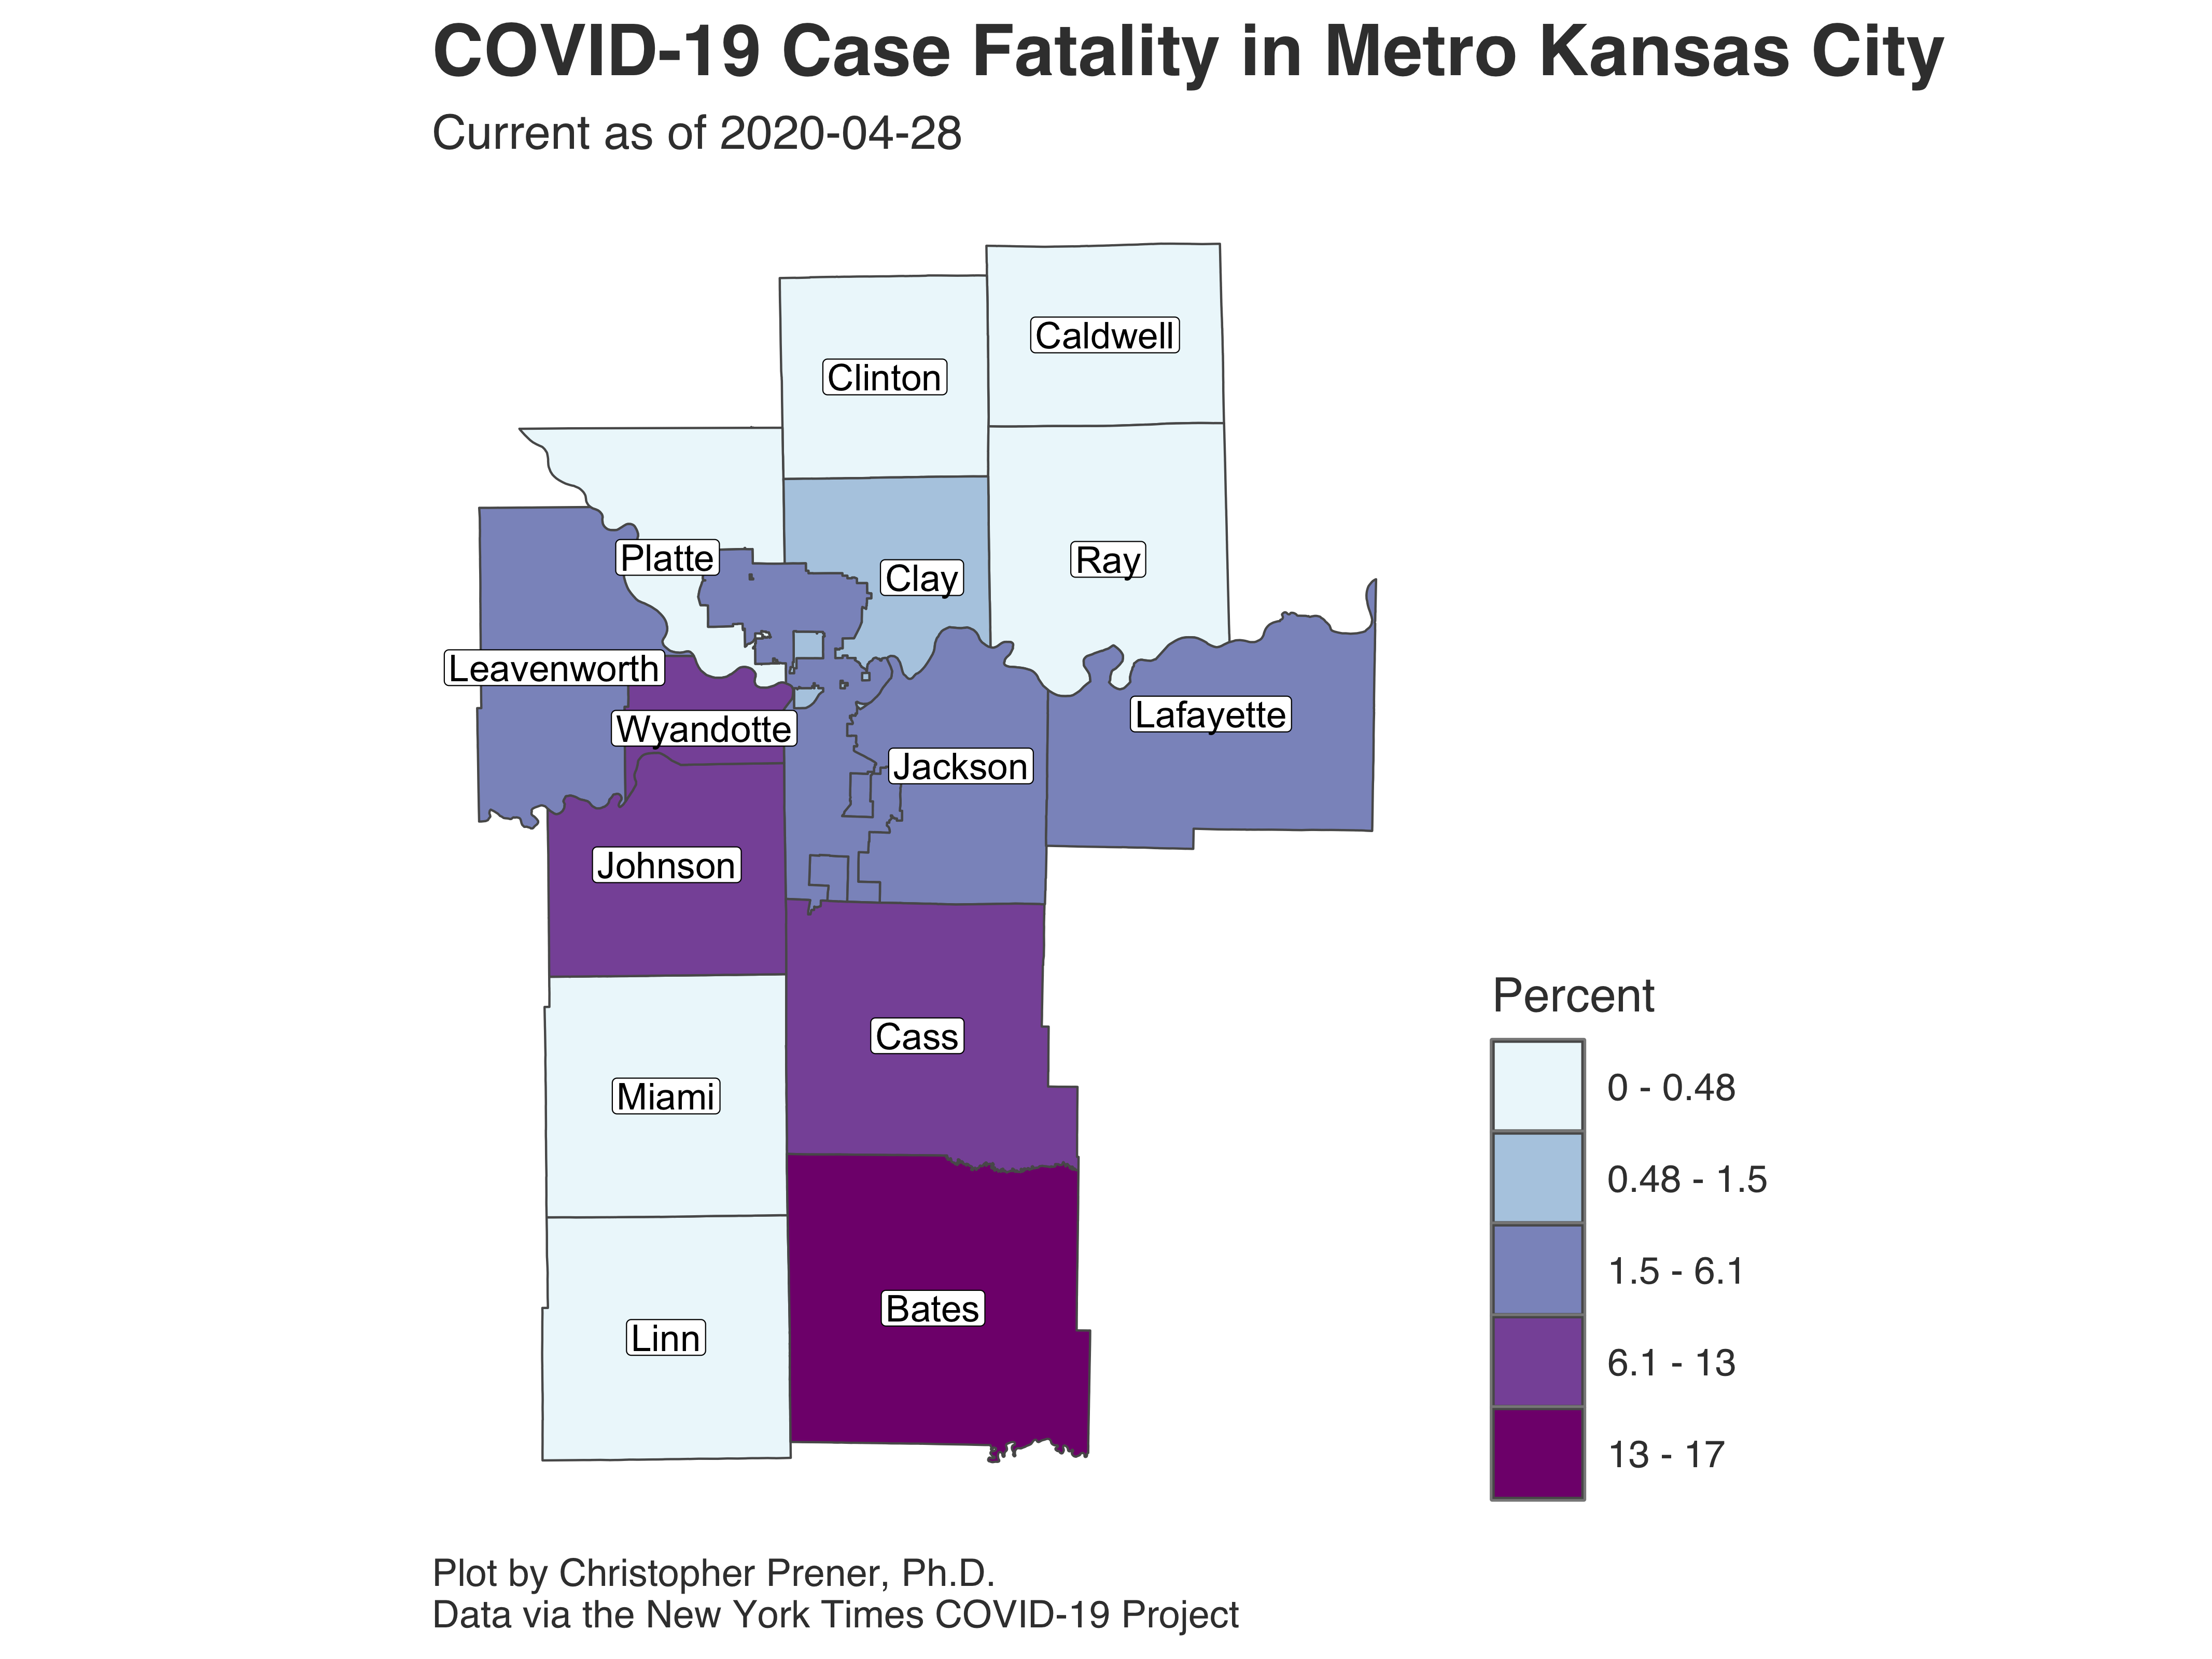 COVID-19 Case Fatality in Metro Kansas City
Current as of 2020-04-28
Caldwell
Clinton
Platte
Clay
Ray
Leavenworth
Wyandotte
Lafayette
Jackson
Johnson
Cass
Miami
Bates
Linn
Percent
0 - 0.48
0.48 - 1.5
1.5 - 6.1
6.1 - 13
13 - 17
Plot by Christopher Prener, Ph.D.
Data via the New York Times COVID-19 Project